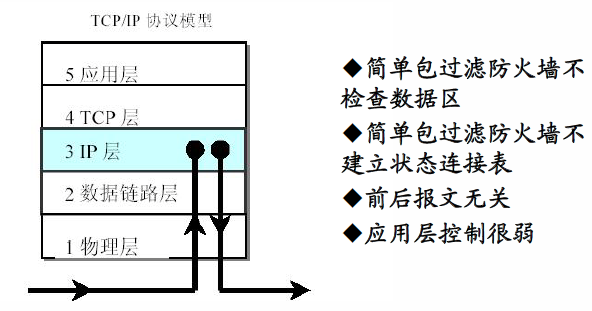 TCP/IP 协议模型
5 应用层
4 TCP 层
3 IP 层
2 数据链路层
1 物理层
◆简单包过滤防火墙不
检查数据区
◆简单包过滤防火墙不
建立状态连接表
◆前后报文无关
◆应用层控制很弱